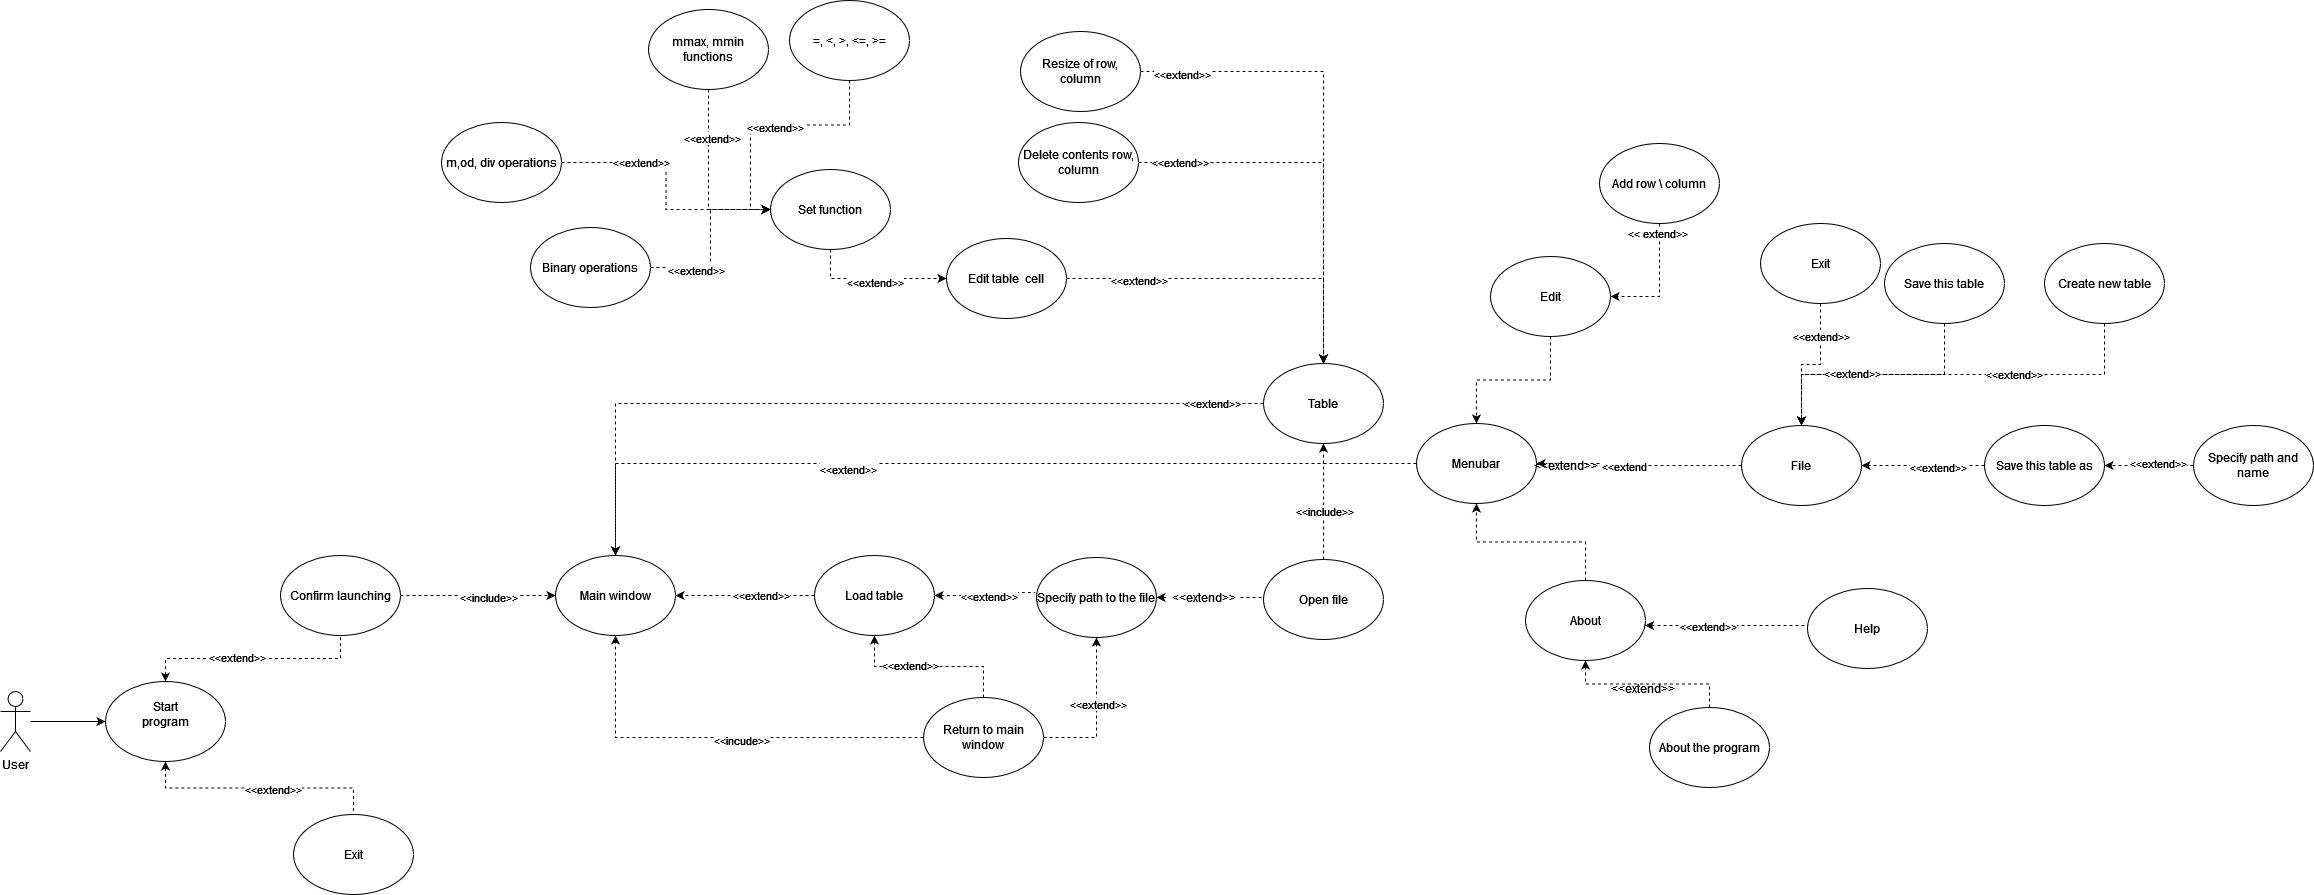 mmax, mmin
functions
=, <, >, <=, >=
Resize of row,
column
<<extend>>
<<extend>>
<<extend>>
m,od, div operations
<<extend>>
Delete contents row,
column
<<extend>>
Add row \ column
Set function
<< extend>>
Binary operations
<<extend>>
Edit table  cell
<<extend>>
<<extend>>
Edit
Exit
Save this table
Create new table
<<extend>>
<<extend>>
<<extend>>
Table
<<extend>>
Menubar
<<extend>>
<<extend>>
<<extend
File
<<extend>>
Save this table as
<<extend>>
Specify path and
name
<<include>>
Confirm launching
<<include>>
Main window
<<extend>>
Load table
<<extend>>
Specify path to the file
<<extend>>
Open file
About
<<extend>>
Help
<<extend>>
<<extend>>
<<extend>>
<<extend>>
Start
program
Return to main
window
<<incude>>
About the program
User
<<extend>>
Exit